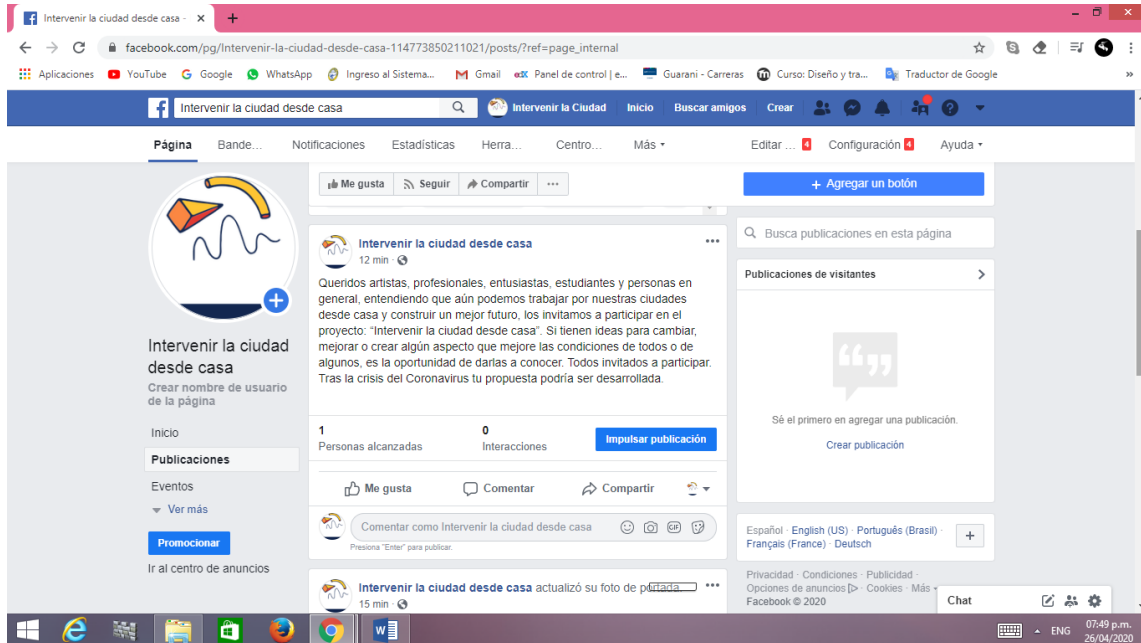 Intervenir la ciudad desde casa -
facebook.com/pg/Intervenir-la-ciudad-desde-casa-114773850211021/posts/?ref=page_internal
Aplicaciones YouTube Google WhatsApp Ingreso al Sistema... Gmail Panel de control | e... Guarani - Carreras Curso: Diseño y tra... Traductor de Google »
Intervenir la ciudad desde casa Intervenir la Ciudad Inicio Buscar amigos Crear
Página Bande... Notificaciones Estadísticas Herra... Centro... Más Editar ... 4 Configuración 4 Ayuda
Me gusta Seguir Compartir ...
+ Agregar un botón
Intervenir la ciudad
desde casa
Crear nombre de usuario
de la página
Inicio
Publicaciones
Eventos
Ver más
Promocionar
Ir al centro de anuncios
Intervenir la ciudad desde casa
12 min ·
Queridos artistas, profesionales, entusiastas, estudiantes y personas en
general, entendiendo que aún podemos trabajar por nuestras ciudades
desde casa y construir un mejor futuro, los invitamos a participar en el
proyecto: “Intervenir la ciudad desde casa”. Si tienen ideas para cambiar,
mejorar o crear algún aspecto que mejore las condiciones de todos o de
algunos, es la oportunidad de darlas a conocer. Todos invitados a participar.
Tras la crisis del Coronavirus tu propuesta podría ser desarrollada.
1 0
Personas alcanzadas Interacciones Impulsar publicación
Me gusta Comentar Compartir
Comentar como Intervenir la ciudad desde casa GIF
Presiona "Enter" para publicar.
Intervenir la ciudad desde casa actualizó su foto de portada.
15 min ·
Busca publicaciones en esta página
Publicaciones de visitantes
Sé el primero en agregar una publicación.
Crear publicación
Español · English (US) · Português (Brasil) ·
Français (France) · Deutsch
Privacidad · Condiciones · Publicidad ·
Opciones de anuncios · Cookies · Más
Facebook © 2020
Chat
ENG 07:49 p.m.
26/04/2020